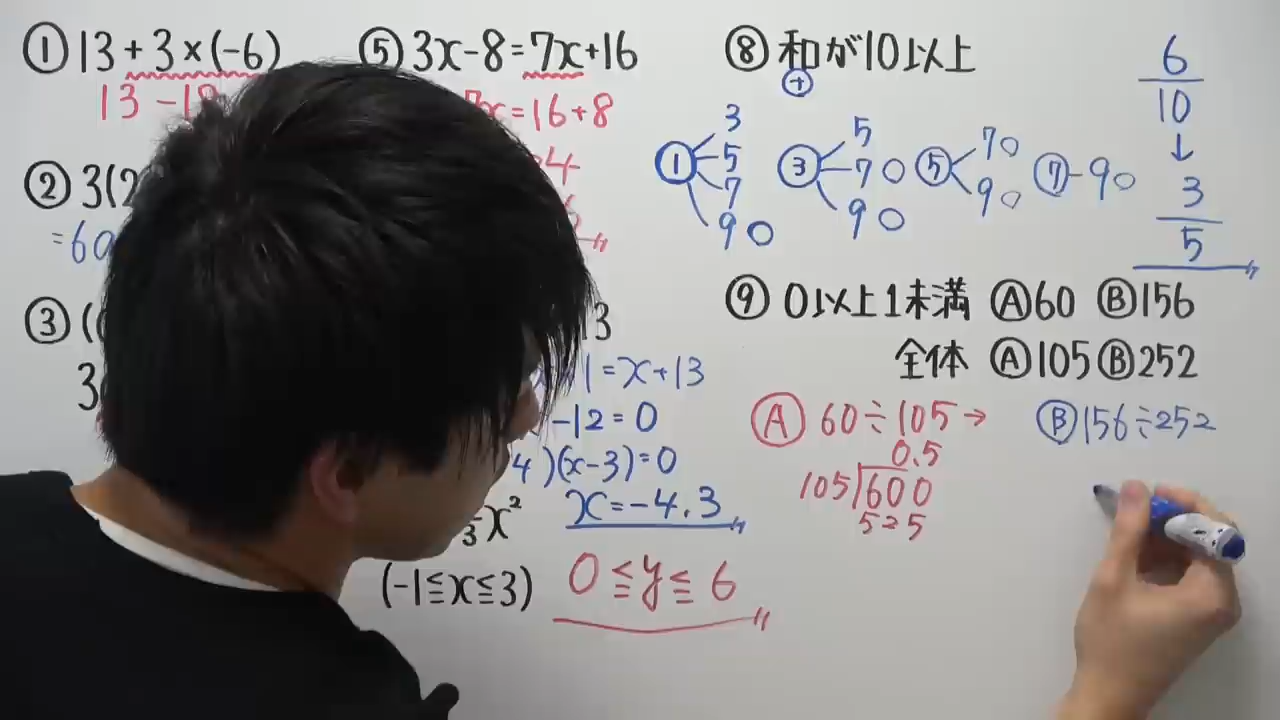 ① 13+3×(-6)
13-18
② 3(2
=6a
③ (
3
⑤ 3x-8=7x+16
=16+8
1=x+13
-12=0
4)(x-3)=0
x=-4.3
x²
(-1≦x≦3)
0≦y≦6
⑧ 和が10以上
+
① 3 5 7 9○
③ 5 7○ 9○
⑤ 7○ 9○
⑦-9○
6/10
↓
3/5
⑨ 0以上1未満 Ⓐ60 Ⓑ156
全体 Ⓐ105 Ⓑ252
Ⓐ 60÷105→
0.5
105)600
525
Ⓑ 156÷252